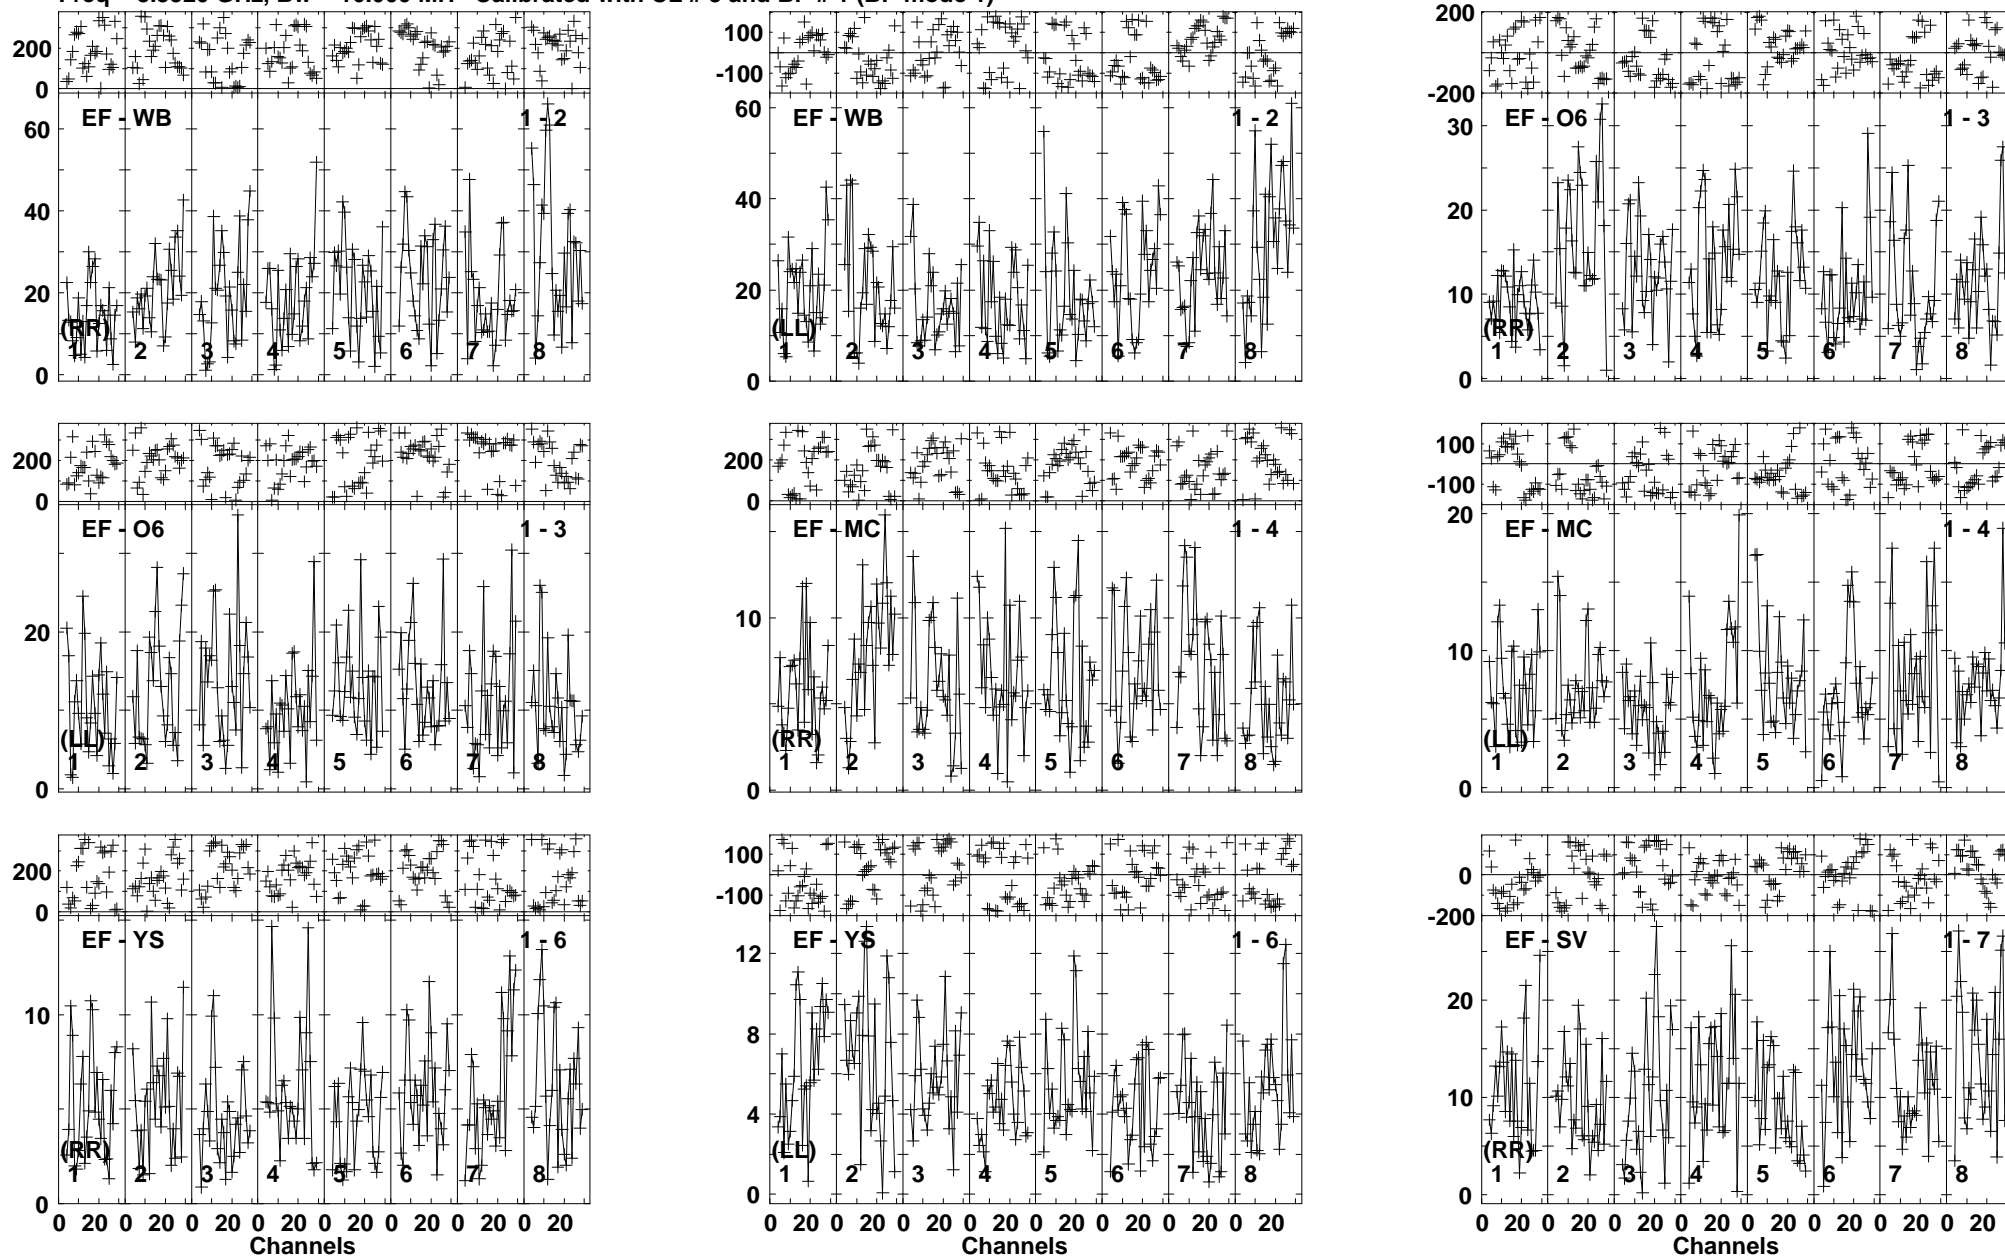 200 0 100 -100 200 -200
EF - WB 1 - 2 EF - WB 1 - 2 EF - O6 1 - 3
60 40 20 0 60 40 20 0 30 20 10 0
(RR) (LL) (RR)
1 2 3 4 5 6 7 8 1 2 3 4 5 6 7 8 1 2 3 4 5 6 7 8
200 0 200 0 100 -100
EF - O6 1 - 3 EF - MC 1 - 4 EF - MC 1 - 4
20 0 10 0 20 10 0
(LL) (RR) (LL)
1 2 3 4 5 6 7 8 1 2 3 4 5 6 7 8 1 2 3 4 5 6 7 8
200 0 100 -100 0 -200
EF - YS 1 - 6 EF - YS 1 - 6 EF - SV 1 - 7
10 0 12 8 4 0 20 10 0
(RR) (LL) (RR)
1 2 3 4 5 6 7 8 1 2 3 4 5 6 7 8 1 2 3 4 5 6 7 8
0 20 0 20 0 20 0 20 0 20 0 20 0 20 0 20 0 20 0 20 0 20 0 20 0 20 0 20 0 20 0 20 0 20 0 20 0 20 0 20 0 20 0 20 0 20 0 20
Channels Channels Channels